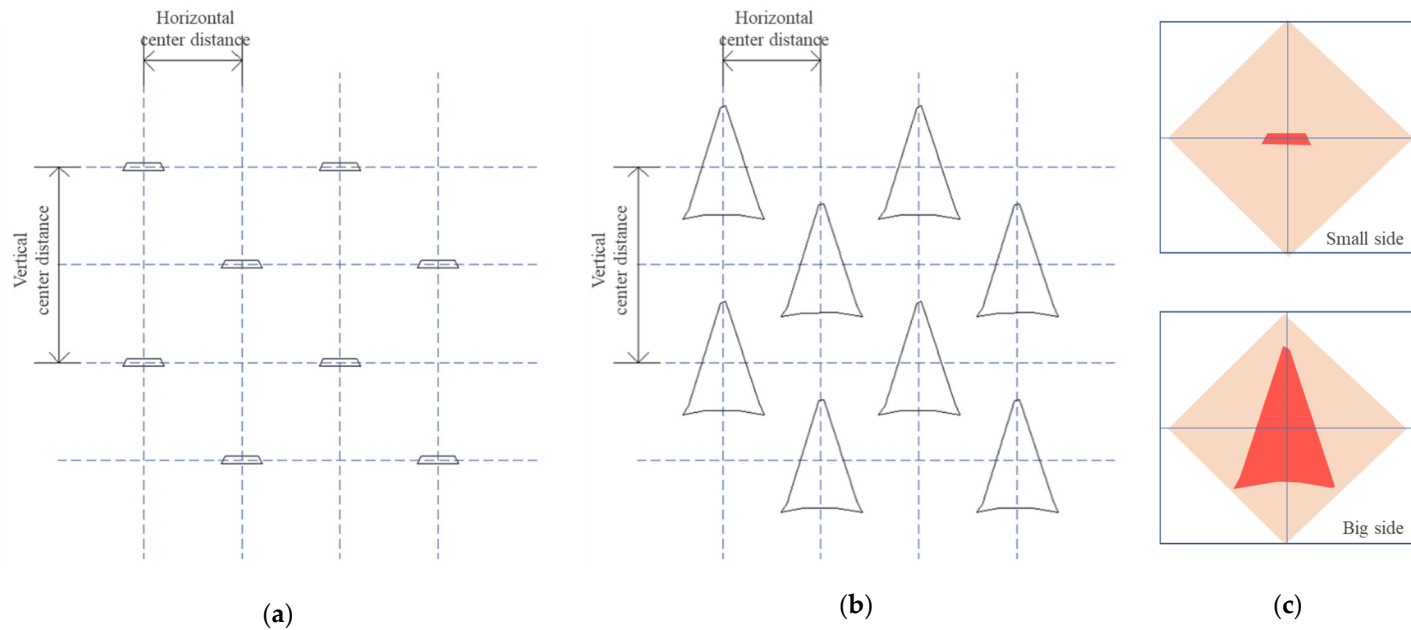 Horizontal
center distance
Vertical
center distance
(a)
Horizontal
center distance
Vertical
center distance
(b)
Small side
Big side
(c)